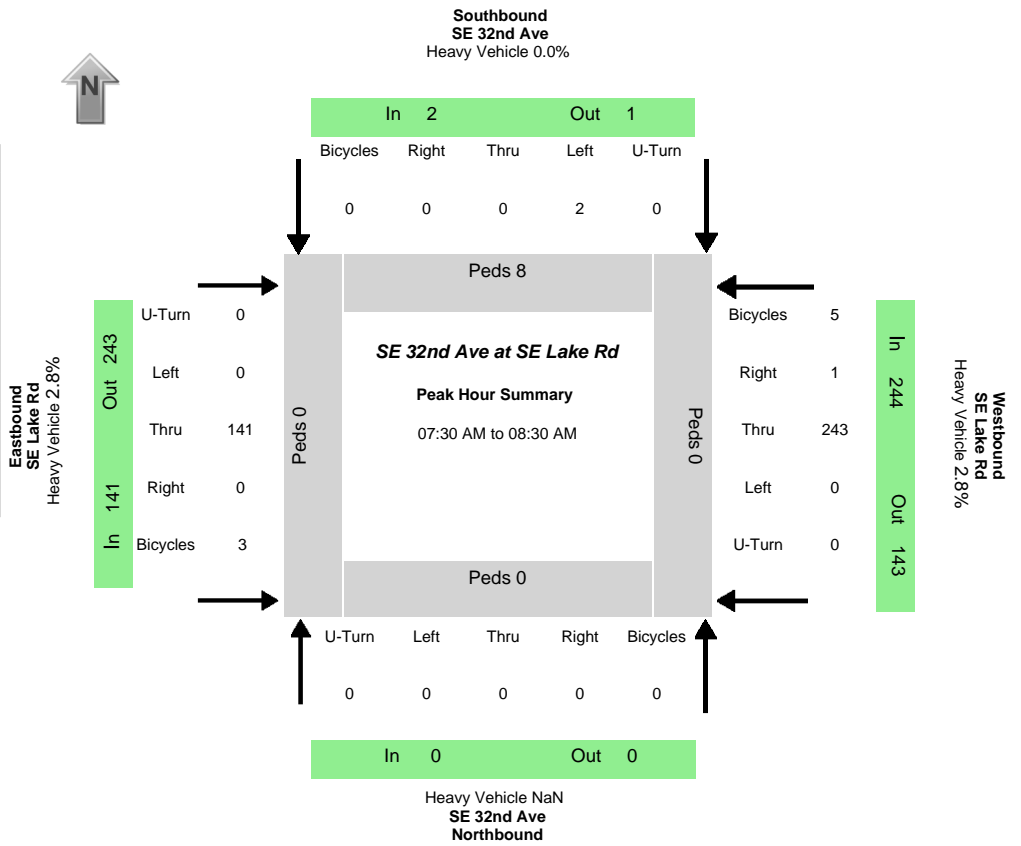 Southbound
SE 32nd Ave
Heavy Vehicle 0.0%
N
In 2 Out 1
Bicycles Right Thru Left U-Turn
0 0 0 2 0
Peds 8
Eastbound
SE Lake Rd
Heavy Vehicle 2.8%
Out 243
In 141
U-Turn 0
Left 0
Thru 141
Right 0
Bicycles 3
Peds 0
SE 32nd Ave at SE Lake Rd
Peak Hour Summary
07:30 AM to 08:30 AM
Peds 0
Bicycles 5
Right 1
Thru 243
Left 0
U-Turn 0
In 244
Out 143
Westbound
SE Lake Rd
Heavy Vehicle 2.8%
Peds 0
U-Turn Left Thru Right Bicycles
0 0 0 0 0
In 0 Out 0
Heavy Vehicle NaN
SE 32nd Ave
Northbound